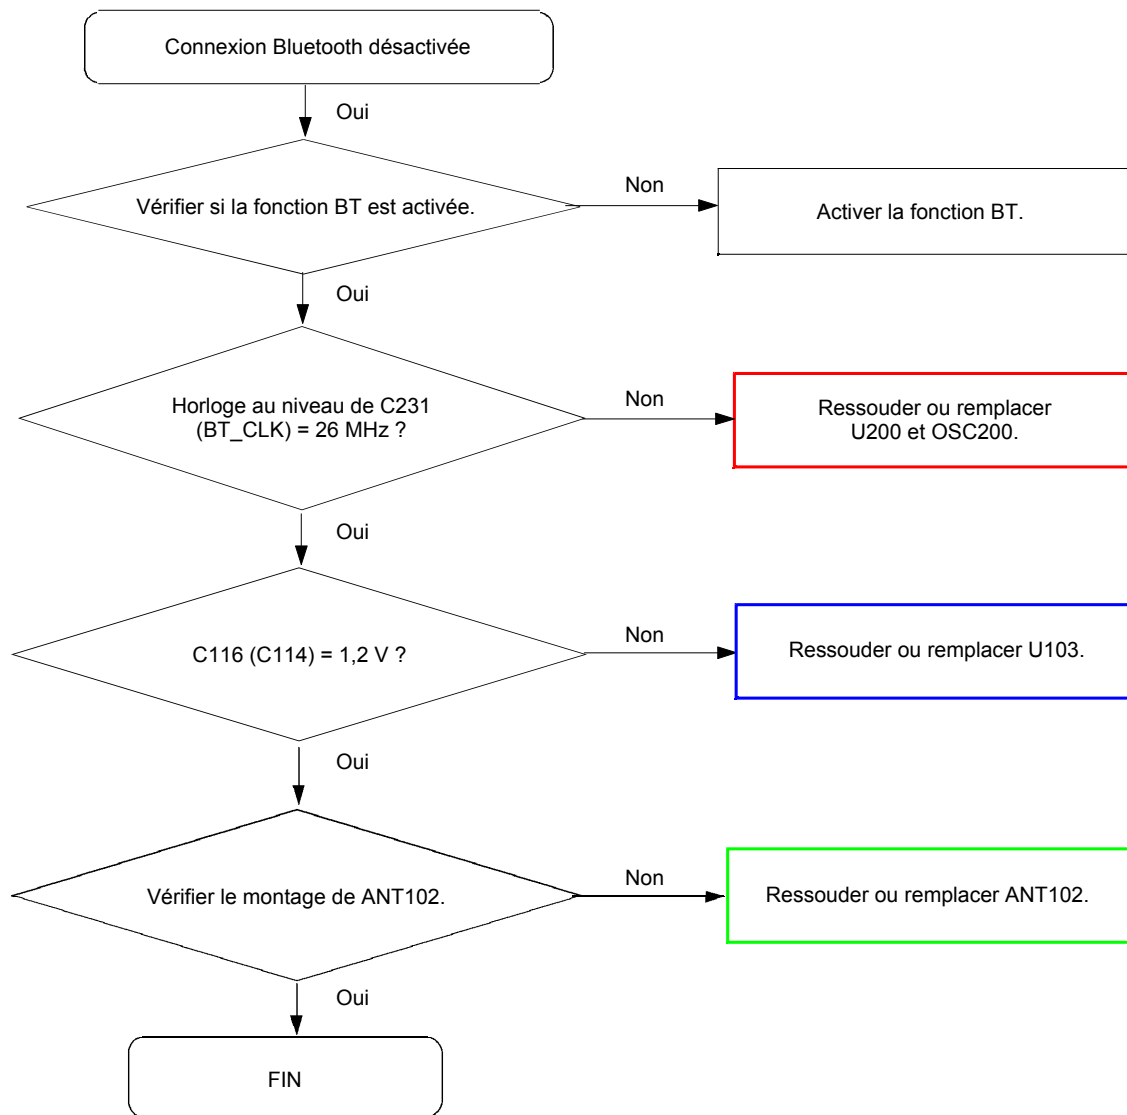 Connexion Bluetooth désactivée
Oui
Vérifier si la fonction BT est activée.
Non
Activer la fonction BT.
Oui
Horloge au niveau de C231
(BT_CLK) = 26 MHz ?
Non
Ressouder ou remplacer
U200 et OSC200.
Oui
C116 (C114) = 1,2 V ?
Non
Ressouder ou remplacer U103.
Oui
Vérifier le montage de ANT102.
Non
Ressouder ou remplacer ANT102.
Oui
FIN